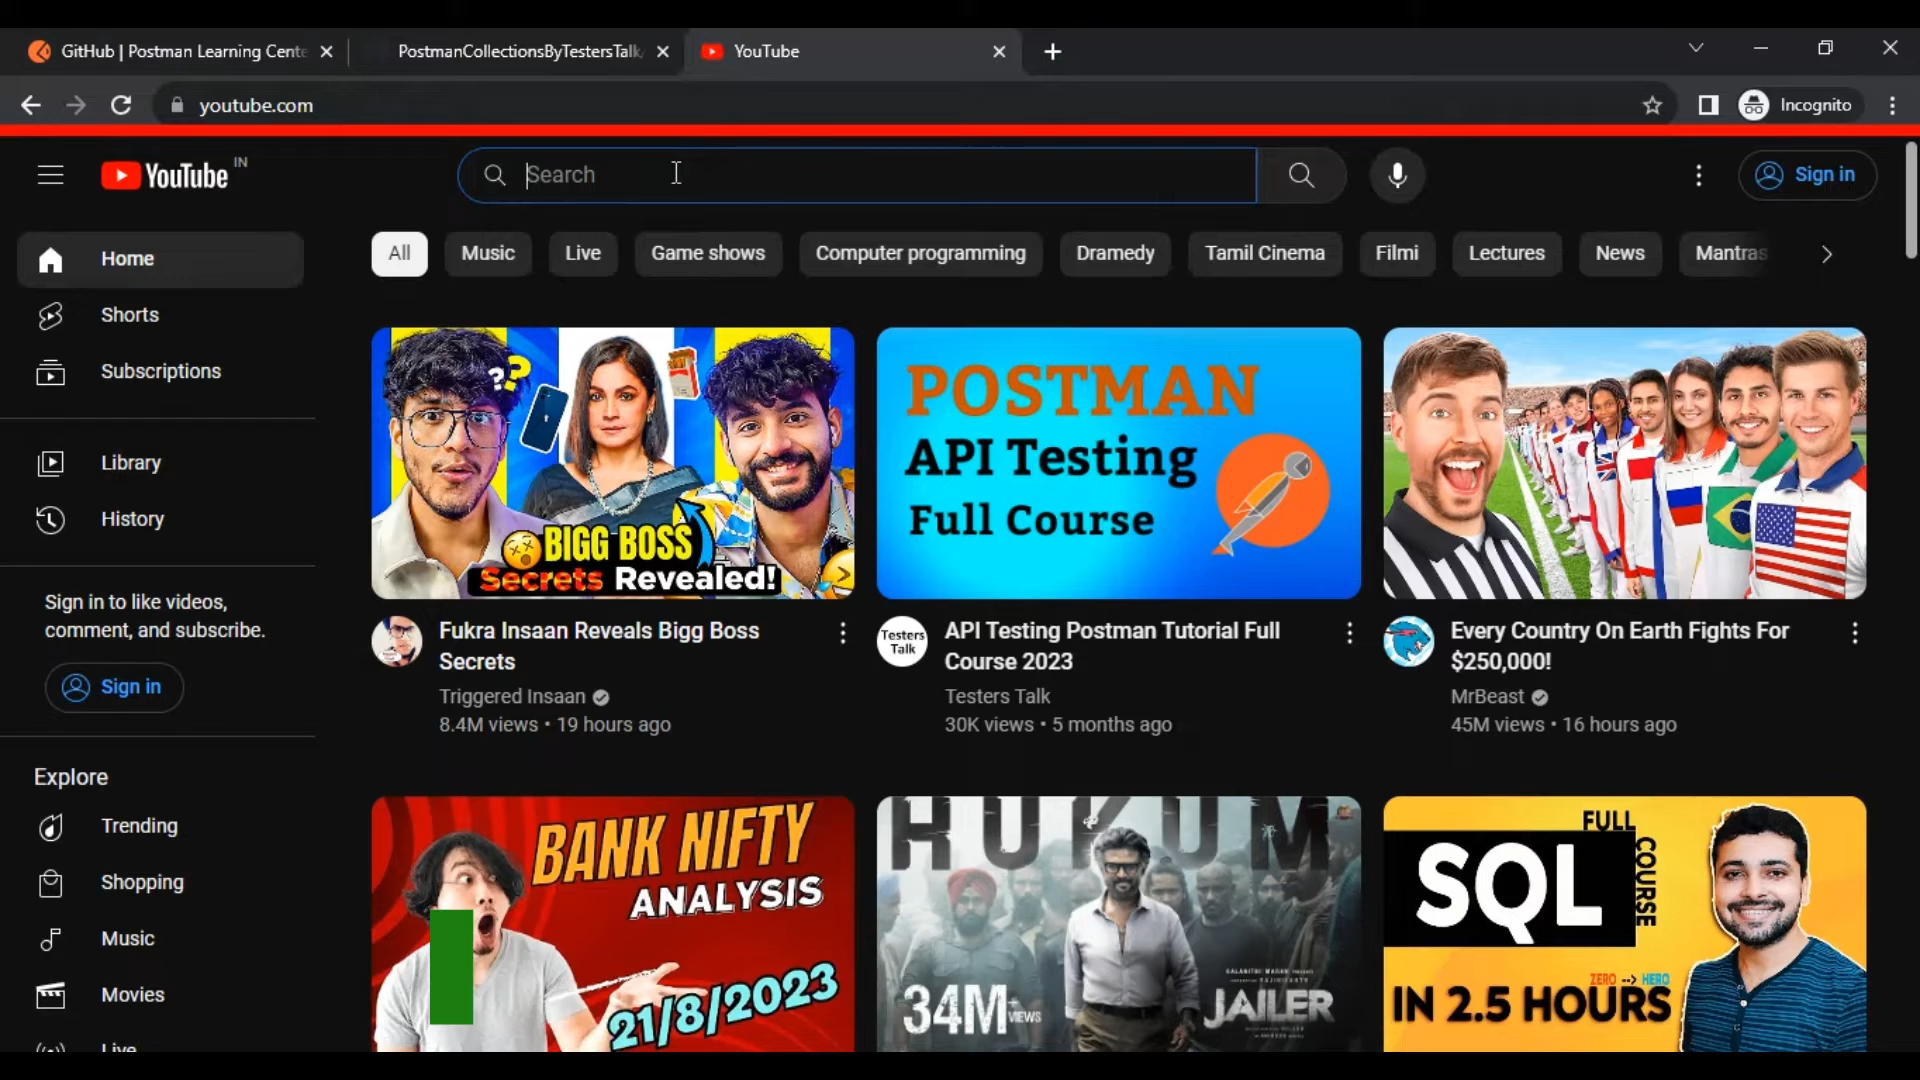 GitHub | Postman Learning Cente
PostmanCollectionsByTestersTalk
YouTube
youtube.com
Incognito
YouTube
IN
Search
Sign in
Home
Shorts
Subscriptions
Library
History
Sign in to like videos,
comment, and subscribe.
Sign in
Explore
Trending
Shopping
Music
Movies
Live
All
Music
Live
Game shows
Computer programming
Dramedy
Tamil Cinema
Filmi
Lectures
News
Mantras
??
BIGG BOSS
Secrets Revealed!
Fukra Insaan Reveals Bigg Boss
Secrets
Triggered Insaan
8.4M views • 19 hours ago
POSTMAN
API Testing
Full Course
Testers
Talk
API Testing Postman Tutorial Full
Course 2023
Testers Talk
30K views • 5 months ago
Every Country On Earth Fights For
$250,000!
MrBeast
45M views • 16 hours ago
BANK NIFTY
ANALYSIS
21/8/2023
HUKUM
34M+
VIEWS
JAILER
FULL
COURSE
SQL
ZERO --> HERO
IN 2.5 HOURS